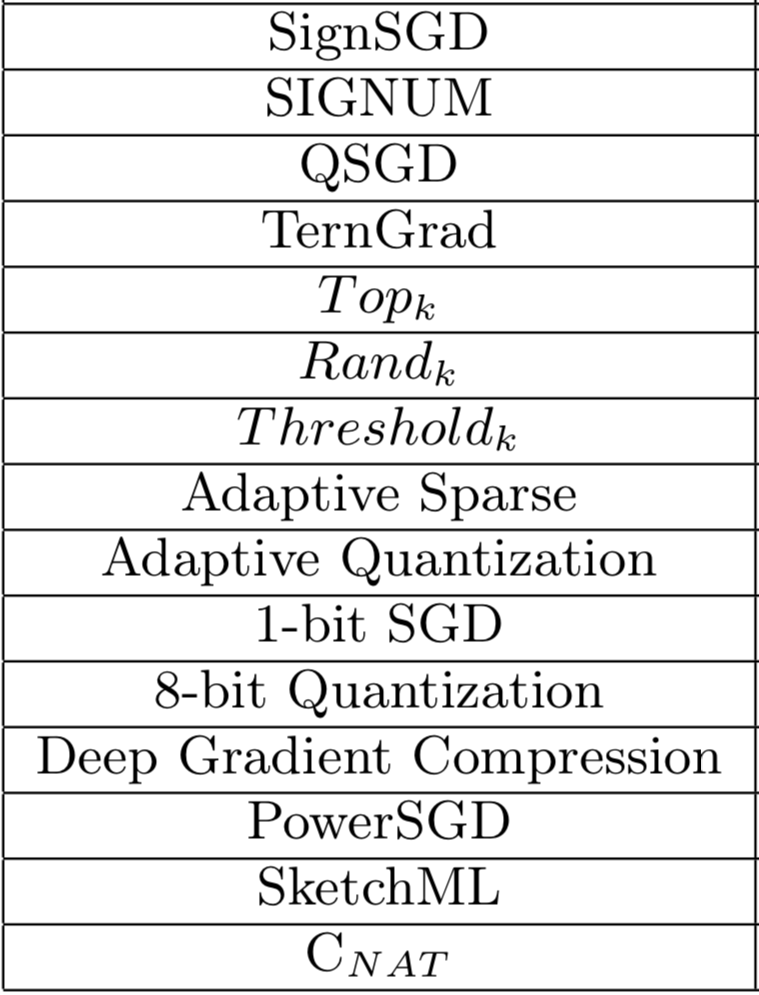 SignSGD
SIGNUM
QSGD
TernGrad
Top_k
Rand_k
Threshold_k
Adaptive Sparse
Adaptive Quantization
1-bit SGD
8-bit Quantization
Deep Gradient Compression
PowerSGD
SketchML
C_{NAT}